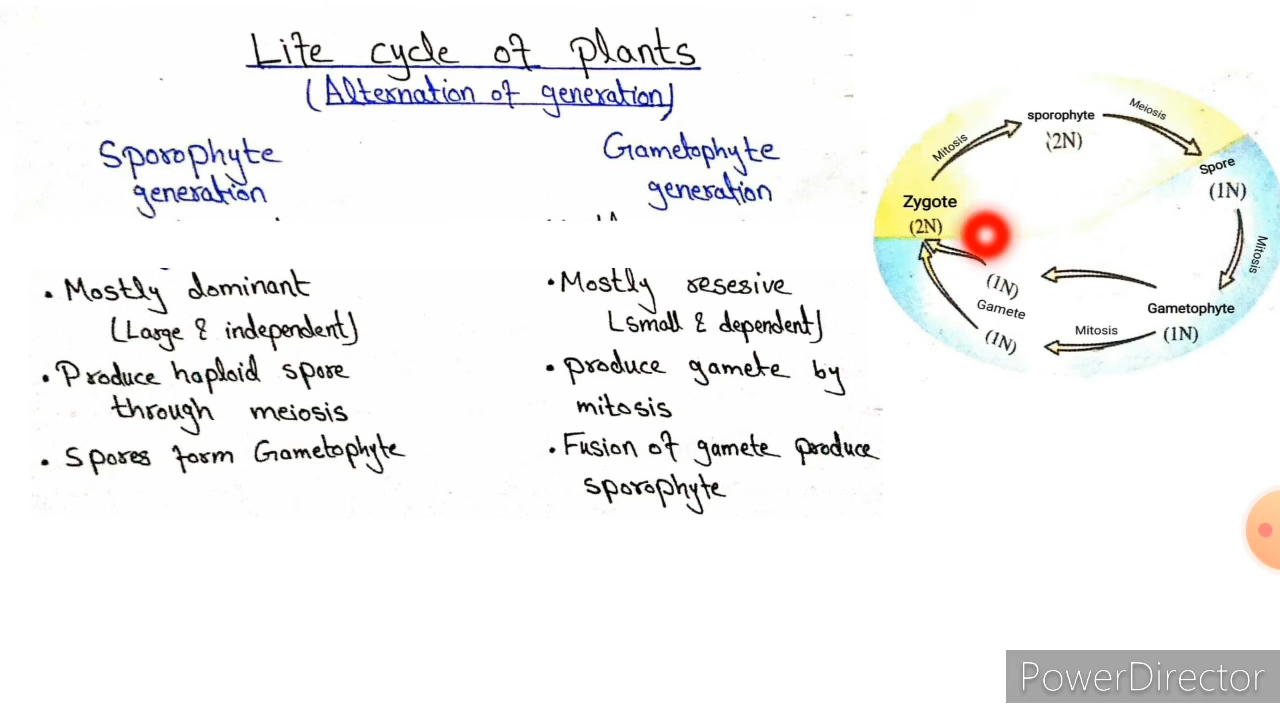 Life cycle of plants
(Alternation of generation)
Sporophyte
generation
• Mostly dominant
(Large & independent)
• Produce haploid spore
through meiosis
• Spores form Gametophyte
Gametophyte
generation
• Mostly resesive
(small & dependent)
• produce gamete by
mitosis
• Fusion of gamete produce
sporophyte
sporophyte
(2N)
Meiosis
Mitosis
Spore
(1N)
Zygote
(2N)
Mitosis
(1N)
Gamete
(1N)
Gametophyte
(1N)
Mitosis
PowerDirector